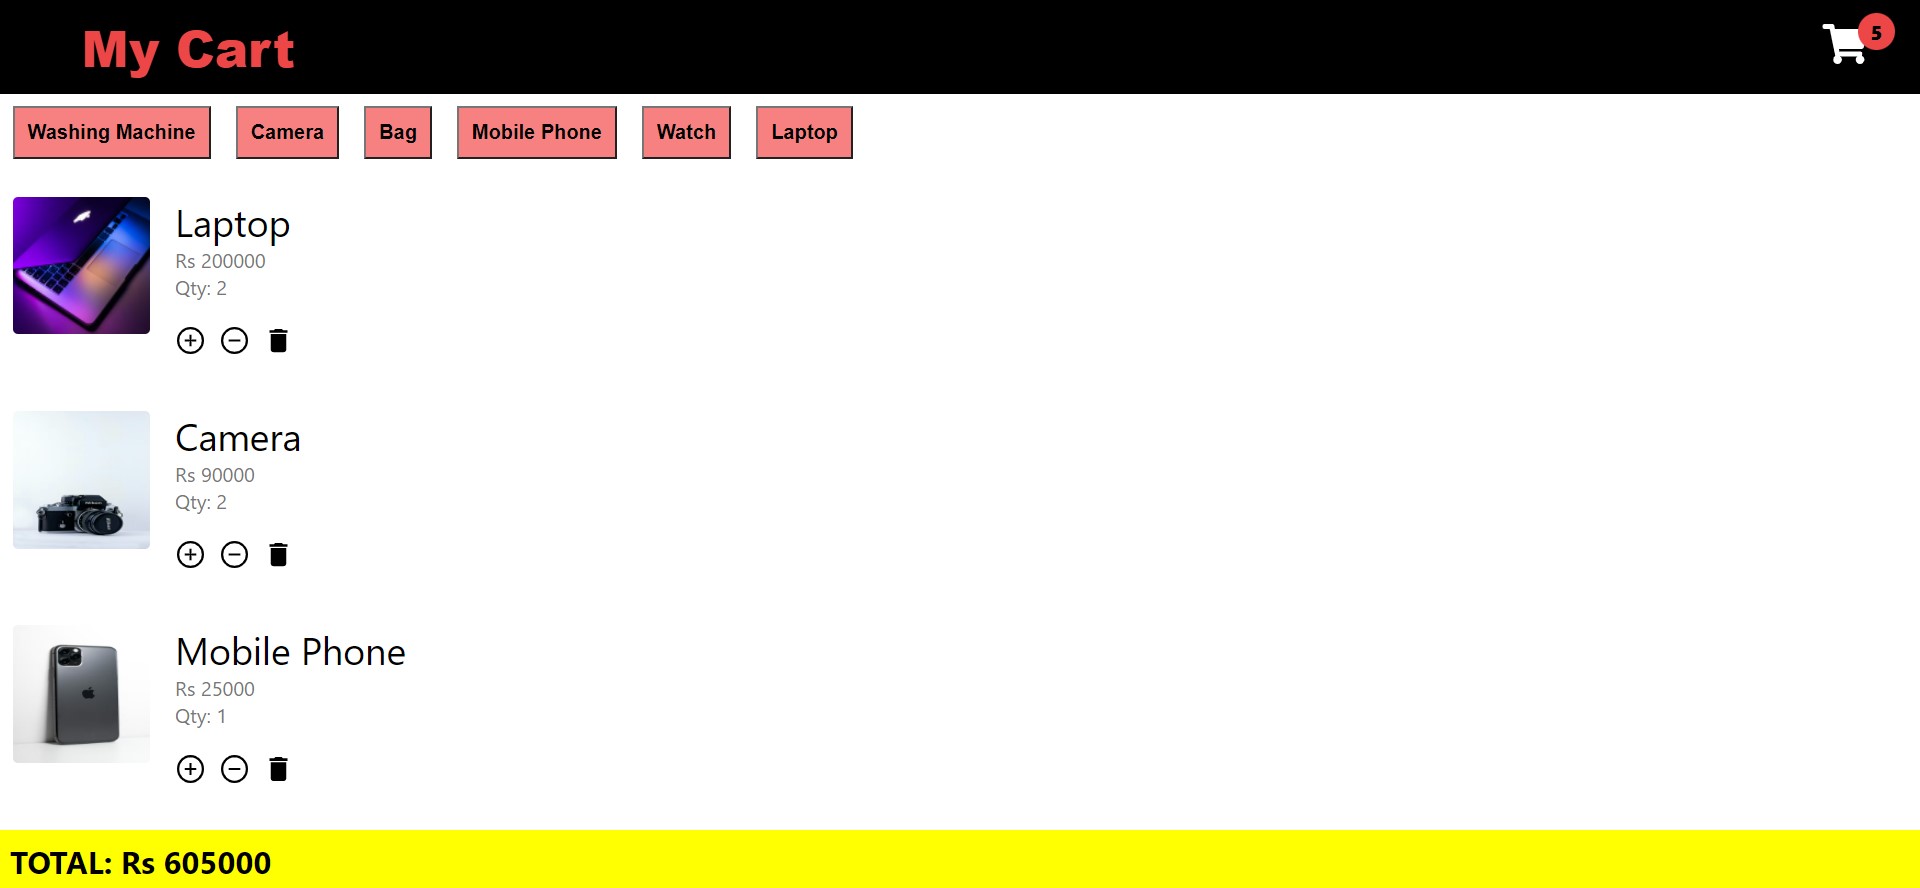 My Cart
5
Washing Machine
Camera
Bag
Mobile Phone
Watch
Laptop
Laptop
Rs 200000
Qty: 2
Camera
Rs 90000
Qty: 2
Mobile Phone
Rs 25000
Qty: 1
TOTAL: Rs 605000